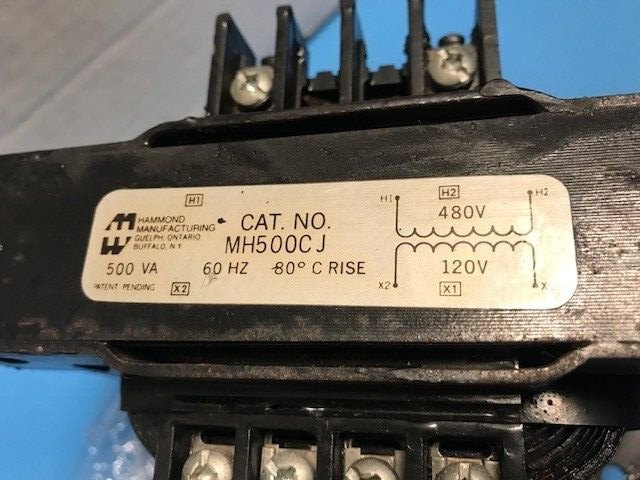 H1
HAMMOND
MANUFACTURING
GUELPH, ONTARIO
BUFFALO, N Y
CAT. NO.
MH500CJ
500 VA 60 HZ 80° C RISE
PATENT PENDING X2
H1 H2 H2
480V
120V
X2 X1 X